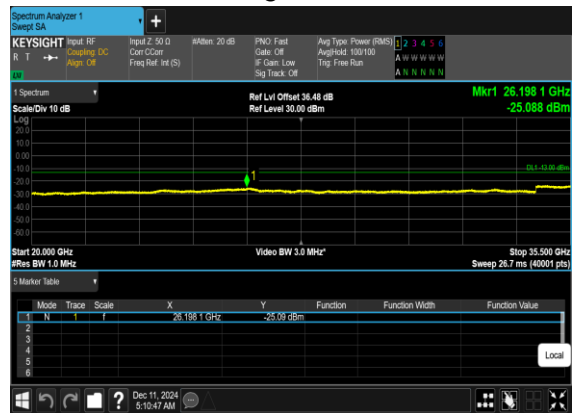 Spectrum Analyzer 1
Swept SA
+
KEYSIGHT Input: RF
R T Coupling: DC
Align: Off
LXI
Input Z: 50 Ω
Corr CCorr
Freq Ref: Int (S)
#Atten: 20 dB
PNO: Fast
Gate: Off
IF Gain: Low
Sig Track: Off
Avg Type: Power (RMS)
Avg|Hold: 100/100
Trig: Free Run
1 2 3 4 5 6
A W W W W W
A N N N N N
1 Spectrum
Scale/Div 10 dB
Ref Lvl Offset 36.48 dB
Ref Level 30.00 dBm
Mkr1 26.198 1 GHz
-25.088 dBm
Log
20.0
10.0
0.00
-10.0
-20.0
-30.0
-40.0
-50.0
-60.0
1
DL1 -13.00 dBm
Start 20.000 GHz
#Res BW 1.0 MHz
Video BW 3.0 MHz*
Stop 35.500 GHz
Sweep 26.7 ms (40001 pts)
5 Marker Table
Mode Trace Scale X Y Function Function Width Function Value
1 N 1 f 26.198 1 GHz -25.09 dBm
2
3
4
5
6
Local
? Dec 11, 2024
5:10:47 AM